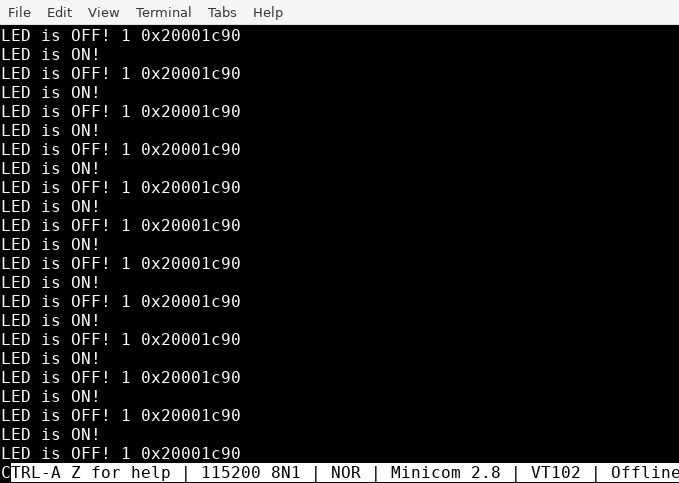 File Edit View Terminal Tabs Help
LED is OFF! 1 0x20001c90
LED is ON!
LED is OFF! 1 0x20001c90
LED is ON!
LED is OFF! 1 0x20001c90
LED is ON!
LED is OFF! 1 0x20001c90
LED is ON!
LED is OFF! 1 0x20001c90
LED is ON!
LED is OFF! 1 0x20001c90
LED is ON!
LED is OFF! 1 0x20001c90
LED is ON!
LED is OFF! 1 0x20001c90
LED is ON!
LED is OFF! 1 0x20001c90
LED is ON!
LED is OFF! 1 0x20001c90
LED is ON!
LED is OFF! 1 0x20001c90
LED is ON!
LED is OFF! 1 0x20001c90
CTRL-A Z for help | 115200 8N1 | NOR | Minicom 2.8 | VT102 | Offline